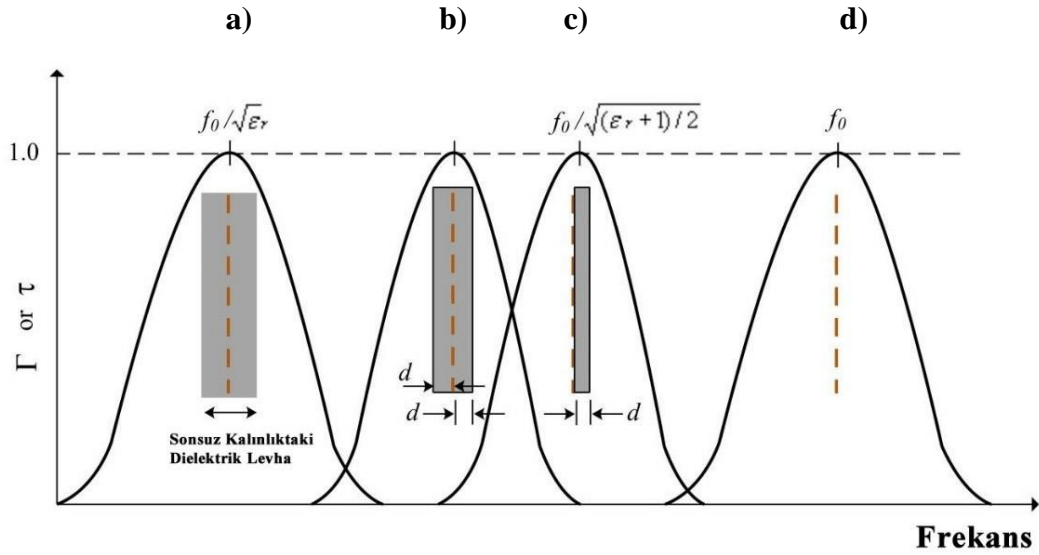 a) b) c) d)
f₀/√εᵣ
f₀/√(εᵣ+1)/2
f₀
1.0
Γ or τ
d
d
d
Sonsuz Kalınlıktaki
Dielektrik Levha
Frekans